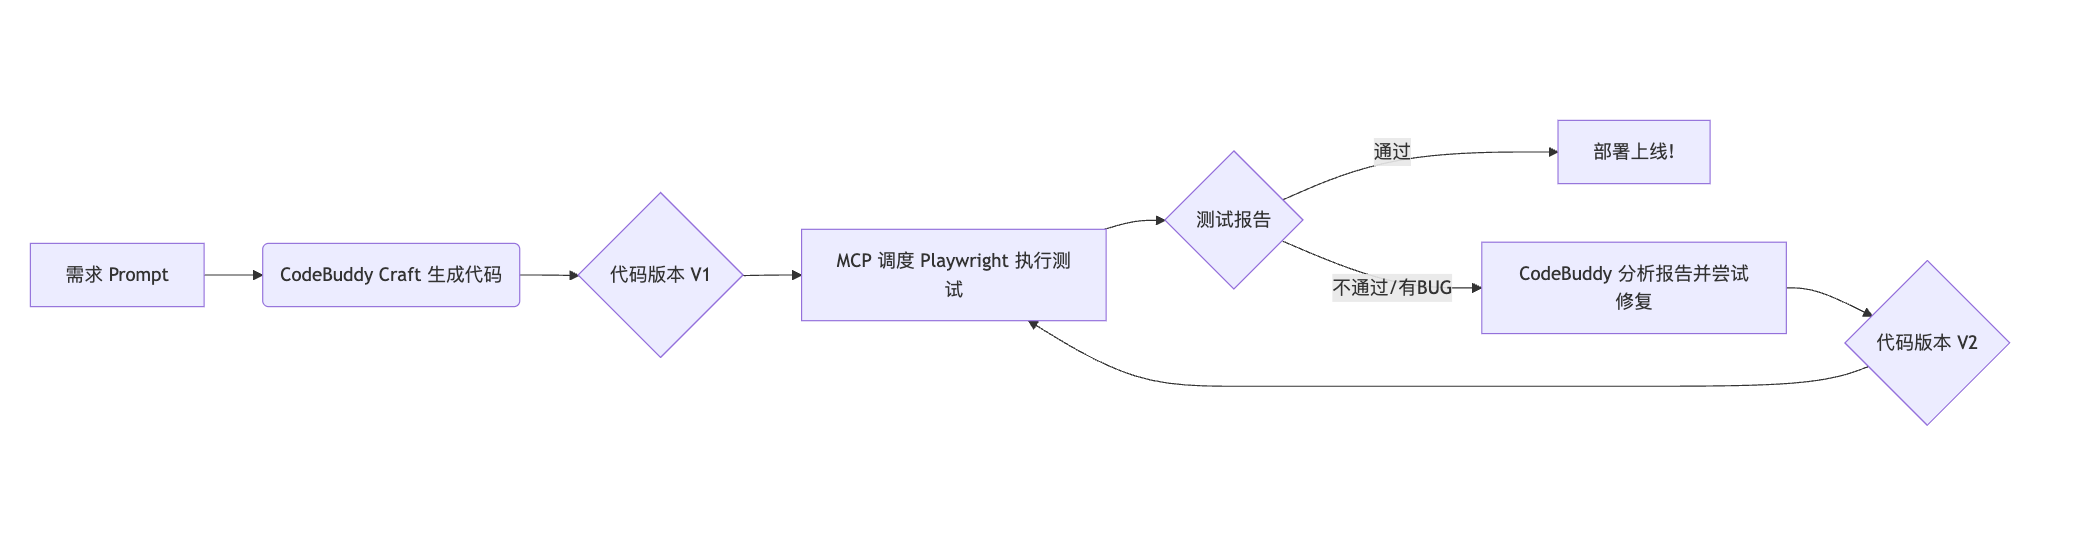 需求 Prompt
CodeBuddy Craft 生成代码
代码版本 V1
MCP 调度 Playwright 执行测
试
测试报告
通过
部署上线!
不通过/有BUG
CodeBuddy 分析报告并尝试
修复
代码版本 V2